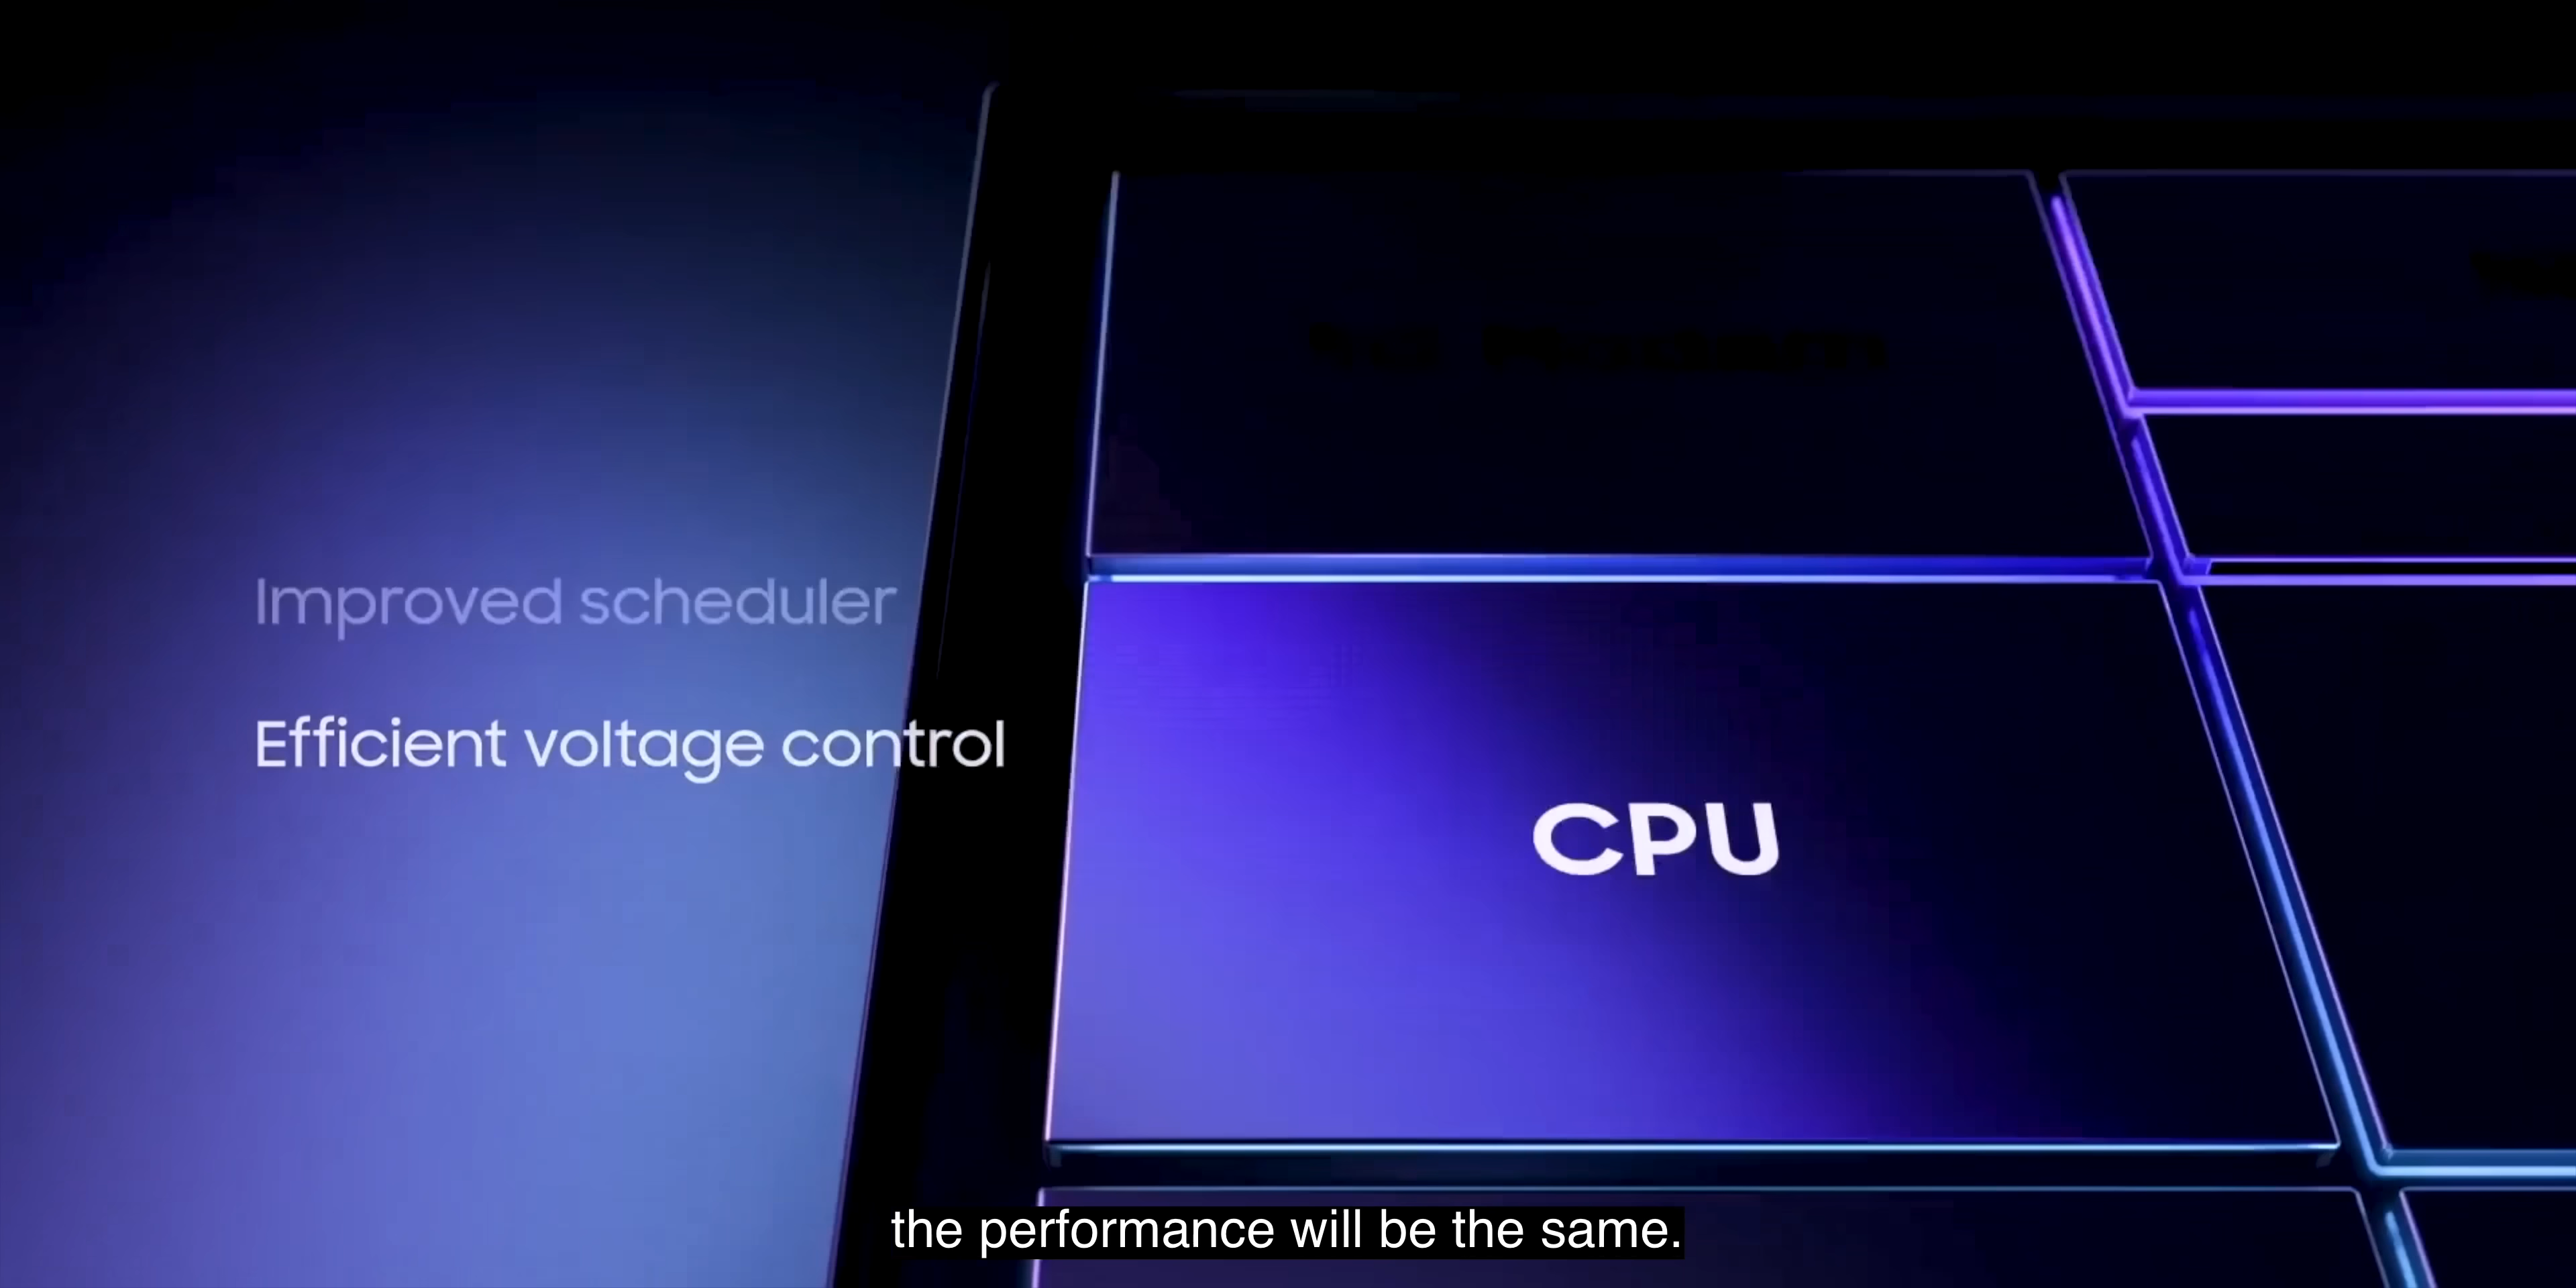 Improved scheduler
Efficient voltage control
CPU
the performance will be the same.